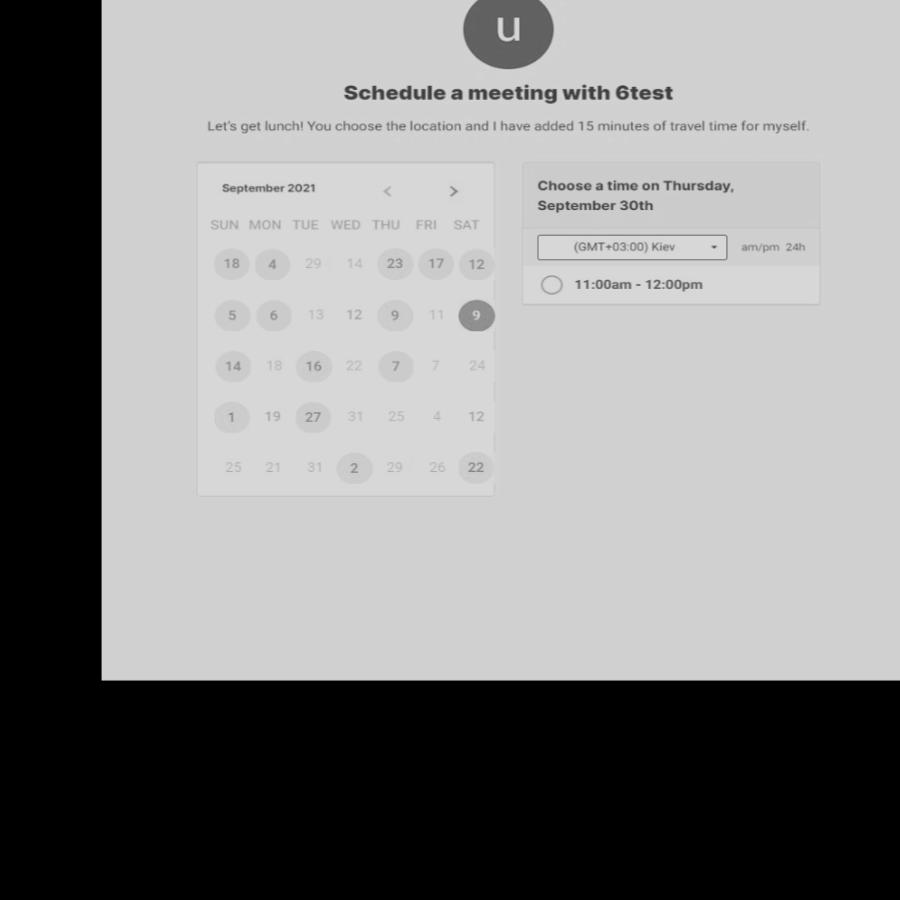 u
Schedule a meeting with 6test
Let's get lunch! You choose the location and I have added 15 minutes of travel time for myself.
September 2021 < >
SUN MON TUE WED THU FRI SAT
18 4 29 14 23 17 12
5 6 13 12 9 11 9
14 18 16 22 7 7 24
1 19 27 31 25 4 12
25 21 31 2 29 26 22
Choose a time on Thursday,
September 30th
(GMT+03:00) Kiev am/pm 24h
11:00am - 12:00pm